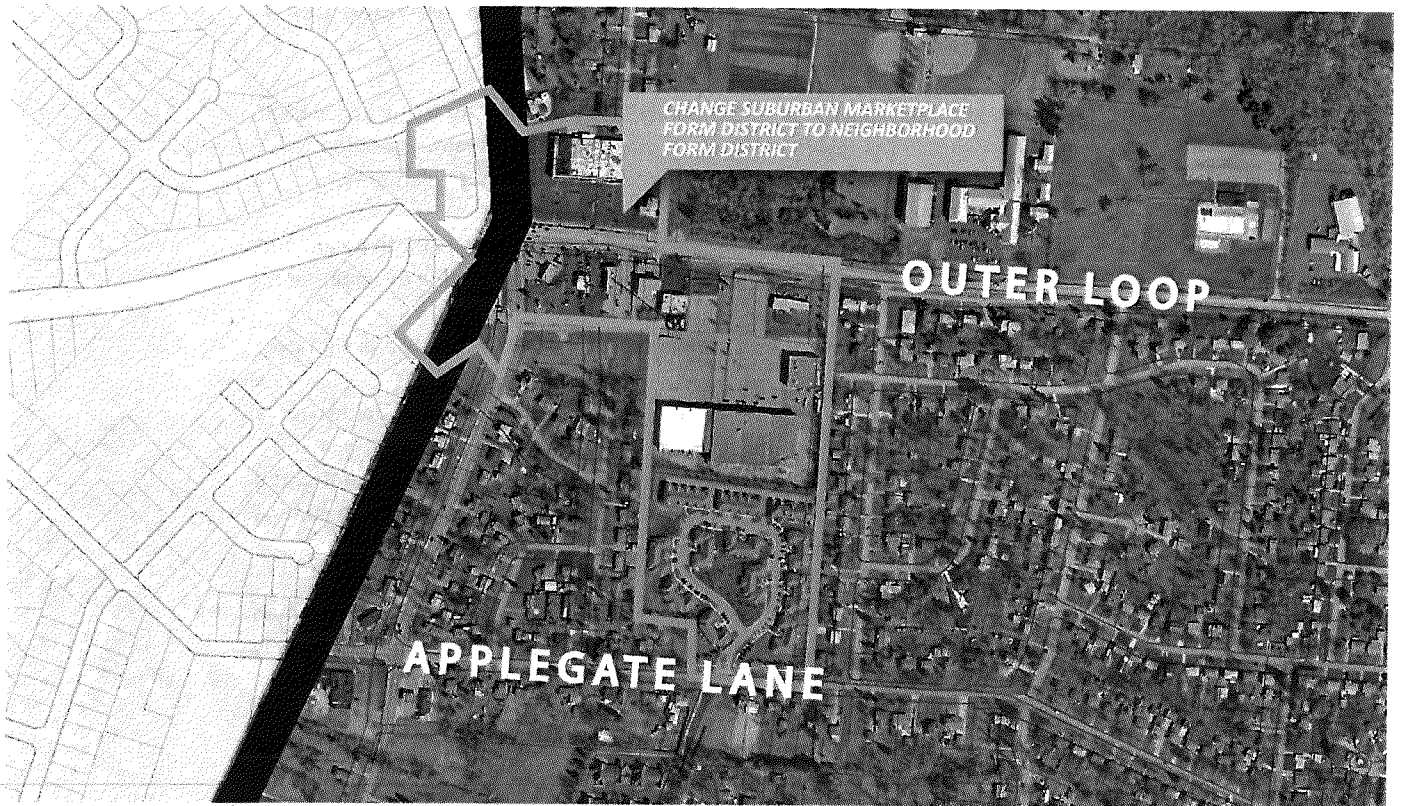 CHANGE SUBURBAN MARKETPLACE
FORM DISTRICT TO NEIGHBORHOOD
FORM DISTRICT
OUTER LOOP
APPLEGATE LANE